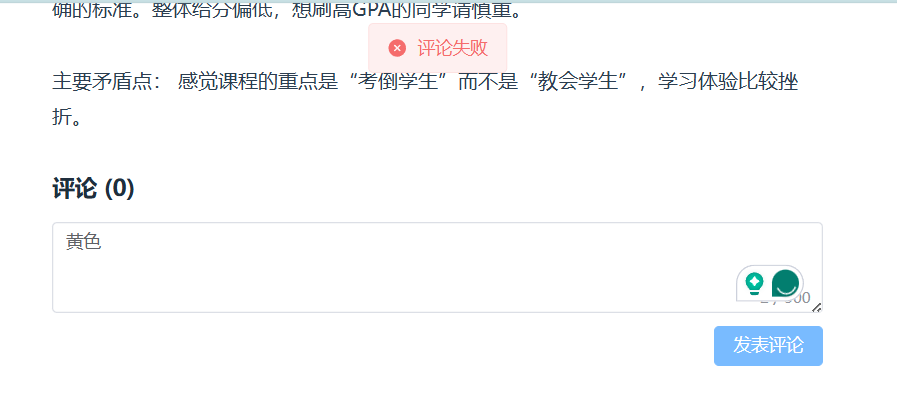 确的标准。整体给分偏低，想刷高GPA的同学请慎重。
评论失败
主要矛盾点： 感觉课程的重点是“考倒学生”而不是“教会学生”，学习体验比较挫
折。
评论 (0)
黄色
发表评论